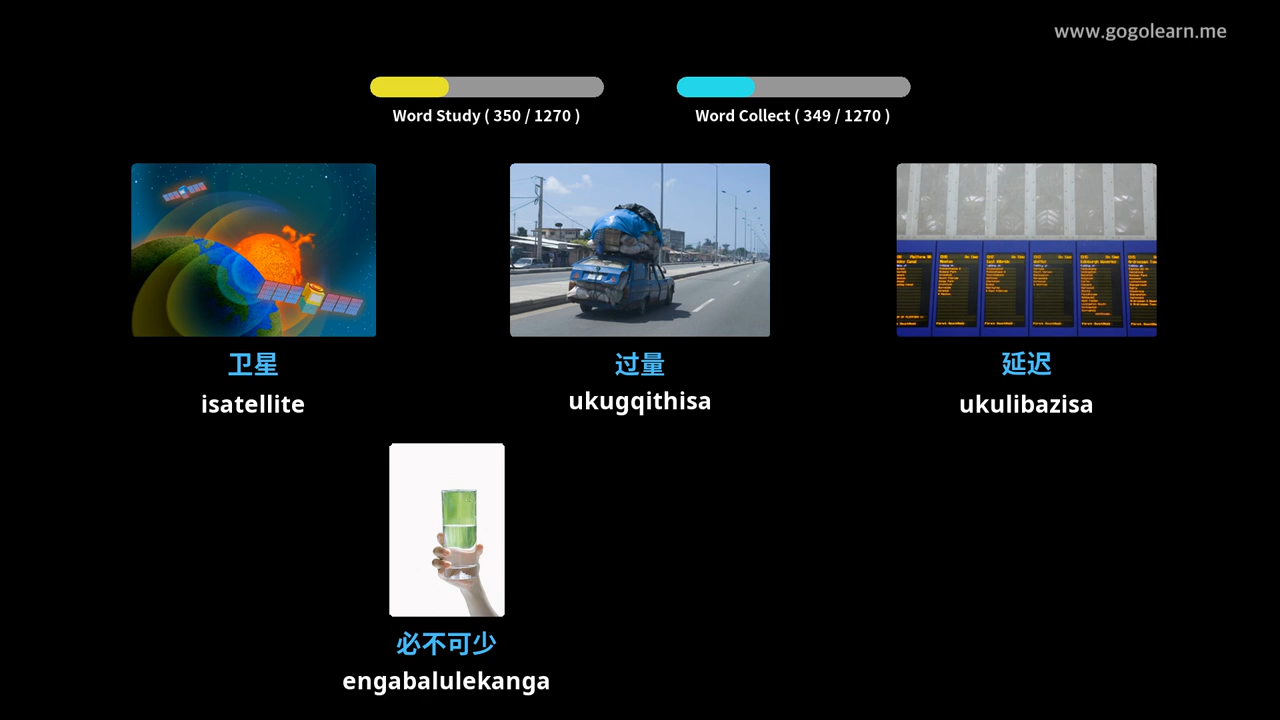 www.gogolearn.me
Word Study ( 350 / 1270 )
Word Collect ( 349 / 1270 )
卫星
isatellite
过量
ukugqithisa
延迟
ukulibazisa
必不可少
engabalulekanga